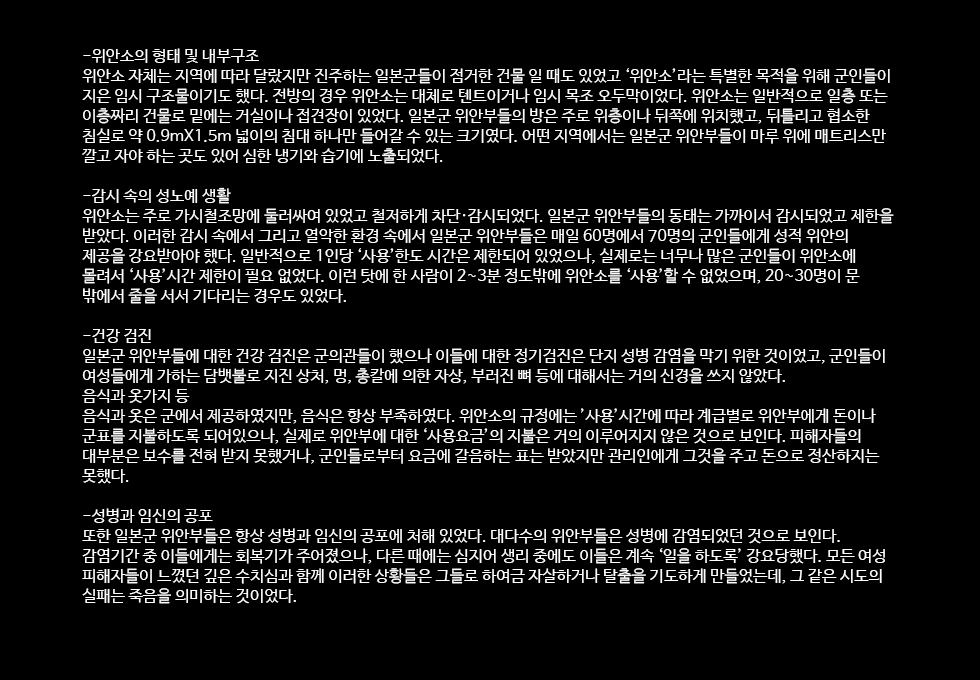 -위안소의 형태 및 내부구조
위안소 자체는 지역에 따라 달랐지만 진주하는 일본군들이 점거한 건물 일 때도 있었고 ‘위안소’라는 특별한 목적을 위해 군인들이
지은 임시 구조물이기도 했다. 전방의 경우 위안소는 대체로 텐트이거나 임시 목조 오두막이었다. 위안소는 일반적으로 일층 또는
이층짜리 건물로 밑에는 거실이나 접견장이 있었다. 일본군 위안부들의 방은 주로 위층이나 뒤쪽에 위치했고, 뒤틀리고 협소한
침실로 약 0.9mX1.5m 넓이의 침대 하나만 들어갈 수 있는 크기였다. 어떤 지역에서는 일본군 위안부들이 마루 위에 매트리스만
깔고 자야 하는 곳도 있어 심한 냉기와 습기에 노출되었다.
-감시 속의 성노예 생활
위안소는 주로 가시철조망에 둘러싸여 있었고 철저하게 차단·감시되었다. 일본군 위안부들의 동태는 가까이서 감시되었고 제한을
받았다. 이러한 감시 속에서 그리고 열악한 환경 속에서 일본군 위안부들은 매일 60명에서 70명의 군인들에게 성적 위안의
제공을 강요받아야 했다. 일반적으로 1인당 ‘사용’한도 시간은 제한되어 있었으나, 실제로는 너무나 많은 군인들이 위안소에
몰려서 ‘사용’시간 제한이 필요 없었다. 이런 탓에 한 사람이 2~3분 정도밖에 위안소를 ‘사용’할 수 없었으며, 20~30명이 문
밖에서 줄을 서서 기다리는 경우도 있었다.
-건강 검진
일본군 위안부들에 대한 건강 검진은 군의관들이 했으나 이들에 대한 정기검진은 단지 성병 감염을 막기 위한 것이었고, 군인들이
여성들에게 가하는 담뱃불로 지진 상처, 멍, 총칼에 의한 자상, 부러진 뼈 등에 대해서는 거의 신경을 쓰지 않았다.
음식과 옷가지 등
음식과 옷은 군에서 제공하였지만, 음식은 항상 부족하였다. 위안소의 규정에는 ’사용’시간에 따라 계급별로 위안부에게 돈이나
군표를 지불하도록 되어있으나, 실제로 위안부에 대한 ‘사용요금’의 지불은 거의 이루어지지 않은 것으로 보인다. 피해자들의
대부분은 보수를 전혀 받지 못했거나, 군인들로부터 요금에 갈음하는 표는 받았지만 관리인에게 그것을 주고 돈으로 정산하지는
못했다.
-성병과 임신의 공포
또한 일본군 위안부들은 항상 성병과 임신의 공포에 처해 있었다. 대다수의 위안부들은 성병에 감염되었던 것으로 보인다.
감염기간 중 이들에게는 회복기가 주어졌으나, 다른 때에는 심지어 생리 중에도 이들은 계속 ‘일을 하도록’ 강요당했다. 모든 여성
피해자들이 느꼈던 깊은 수치심과 함께 이러한 상황들은 그들로 하여금 자살하거나 탈출을 기도하게 만들었는데, 그 같은 시도의
실패는 죽음을 의미하는 것이었다.